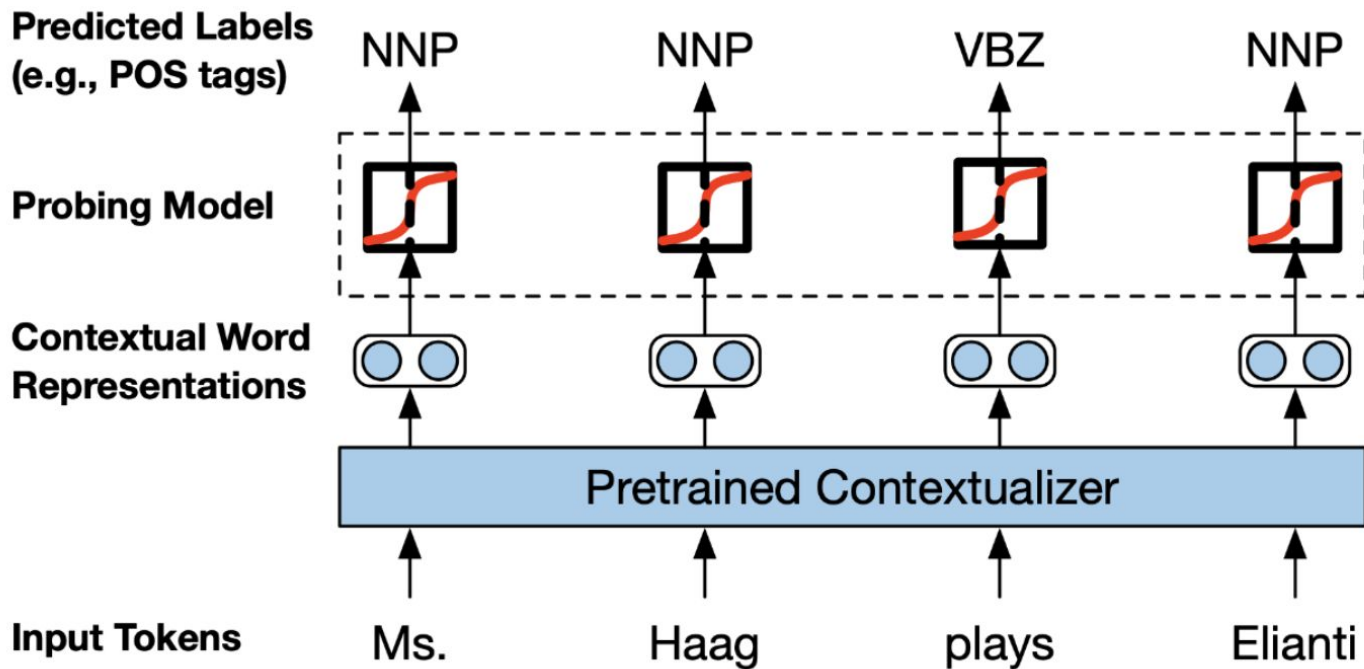 Predicted Labels
(e.g., POS tags)
NNP NNP VBZ NNP
Probing Model
Contextual Word
Representations
Pretrained Contextualizer
Input Tokens
Ms. Haag plays Elianti